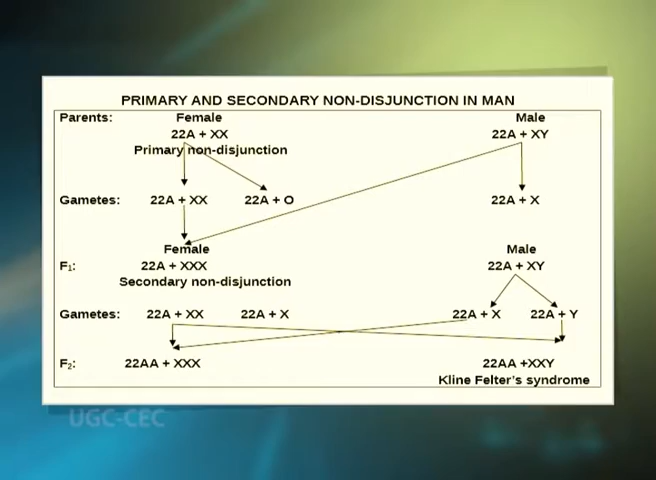 PRIMARY AND SECONDARY NON-DISJUNCTION IN MAN
Parents: Female Male
22A + XX 22A + XY
Primary non-disjunction
Gametes: 22A + XX 22A + O 22A + X
Female Male
F₁: 22A + XXX 22A + XY
Secondary non-disjunction
Gametes: 22A + XX 22A + X 22A + X 22A + Y
F₂: 22AA + XXX 22AA +XXY
Kline Felter's syndrome
UGC-CEC